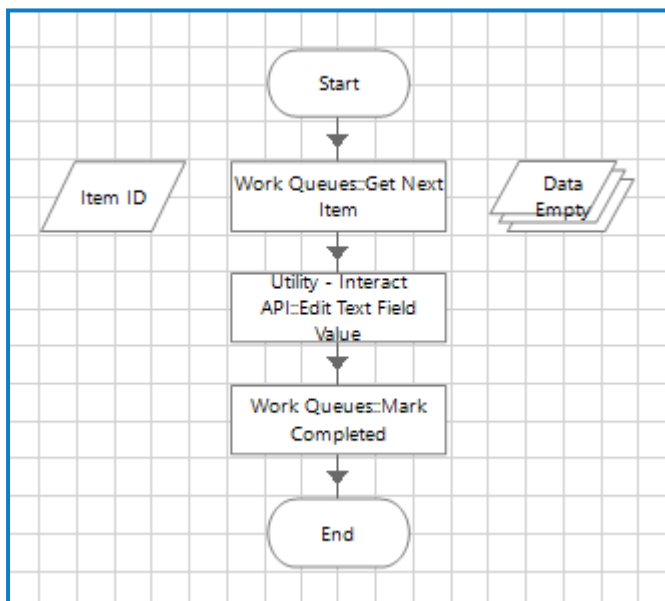 Start
Item ID
Work Queues::Get Next
Item
Data
Empty
Utility - Interact
API::Edit Text Field
Value
Work Queues::Mark
Completed
End